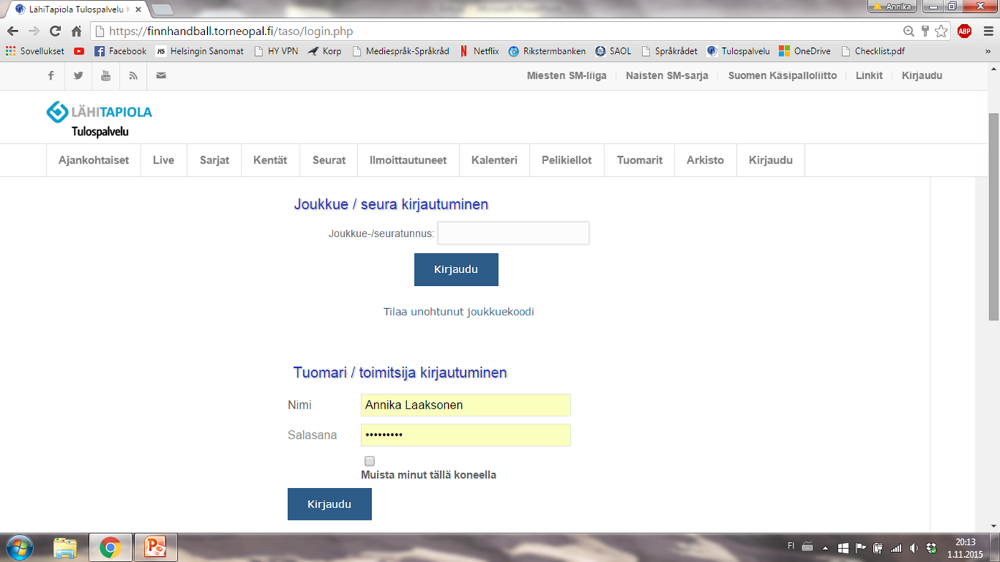 LähiTapiola Tulospalvelu
Annika
https://finnhandball.torneopal.fi/taso/login.php
ABP
Sovellukset Facebook HS Helsingin Sanomat HY VPN Korp Mediespråk-Språkråd Netflix Rikstermbanken SAOL Språkrådet Tulospalvelu OneDrive Checklist.pdf »
Miesten SM-liiga Naisten SM-sarja Suomen Käsipalloliitto Linkit Kirjaudu
LÄHITAPIOLA
Tulospalvelu
Ajankohtaiset Live Sarjat Kentät Seurat Ilmoittautuneet Kalenteri Pelikiellot Tuomarit Arkisto Kirjaudu
Joukkue / seura kirjautuminen
Joukkue-/seuratunnus:
Kirjaudu
Tilaa unohtunut joukkuekoodi
Tuomari / toimitsija kirjautuminen
Nimi Annika Laaksonen
Salasana •••••••••
Muista minut tällä koneella
Kirjaudu
FI 20:13
1.11.2015